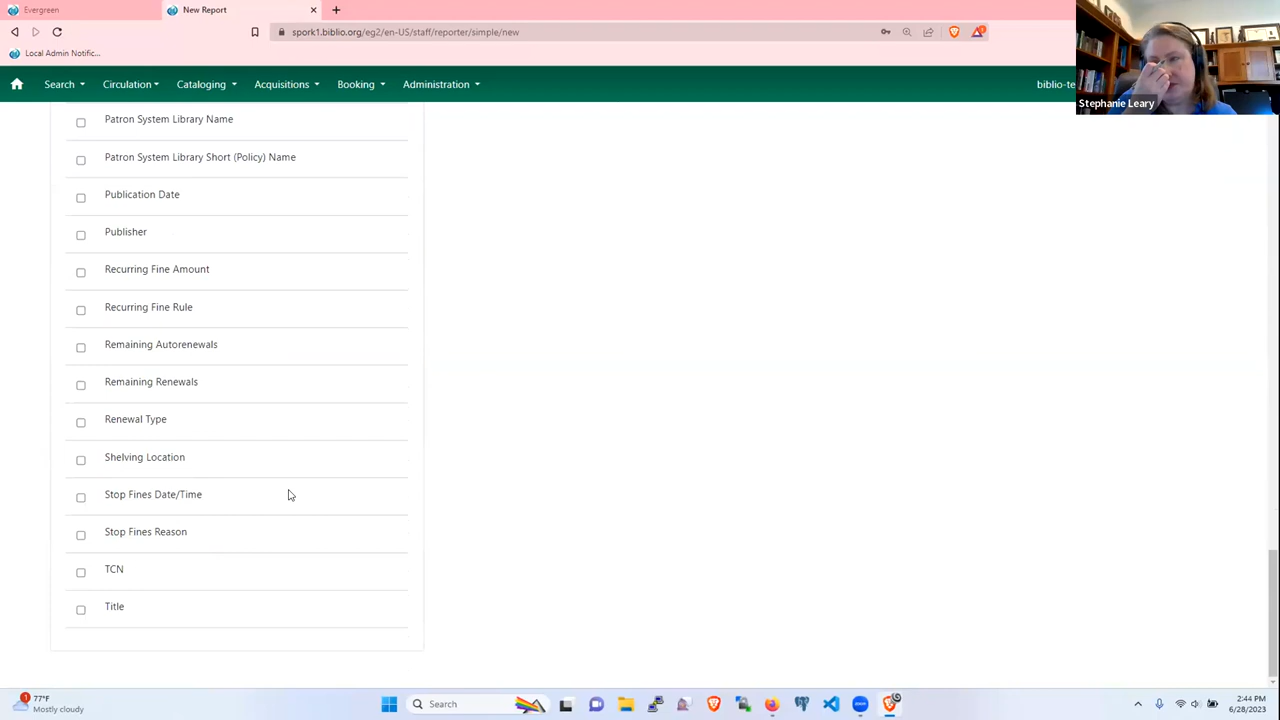 Evergreen
New Report
spork1.biblio.org/eg2/en-US/staff/reporter/simple/new
Local Admin Notific...
Search
Circulation
Cataloging
Acquisitions
Booking
Administration
biblio-te
Stephanie Leary
Patron System Library Name
Patron System Library Short (Policy) Name
Publication Date
Publisher
Recurring Fine Amount
Recurring Fine Rule
Remaining Autorenewals
Remaining Renewals
Renewal Type
Shelving Location
Stop Fines Date/Time
Stop Fines Reason
TCN
Title
1
77°F
Mostly cloudy
Search
zoom
2:44 PM
6/28/2023